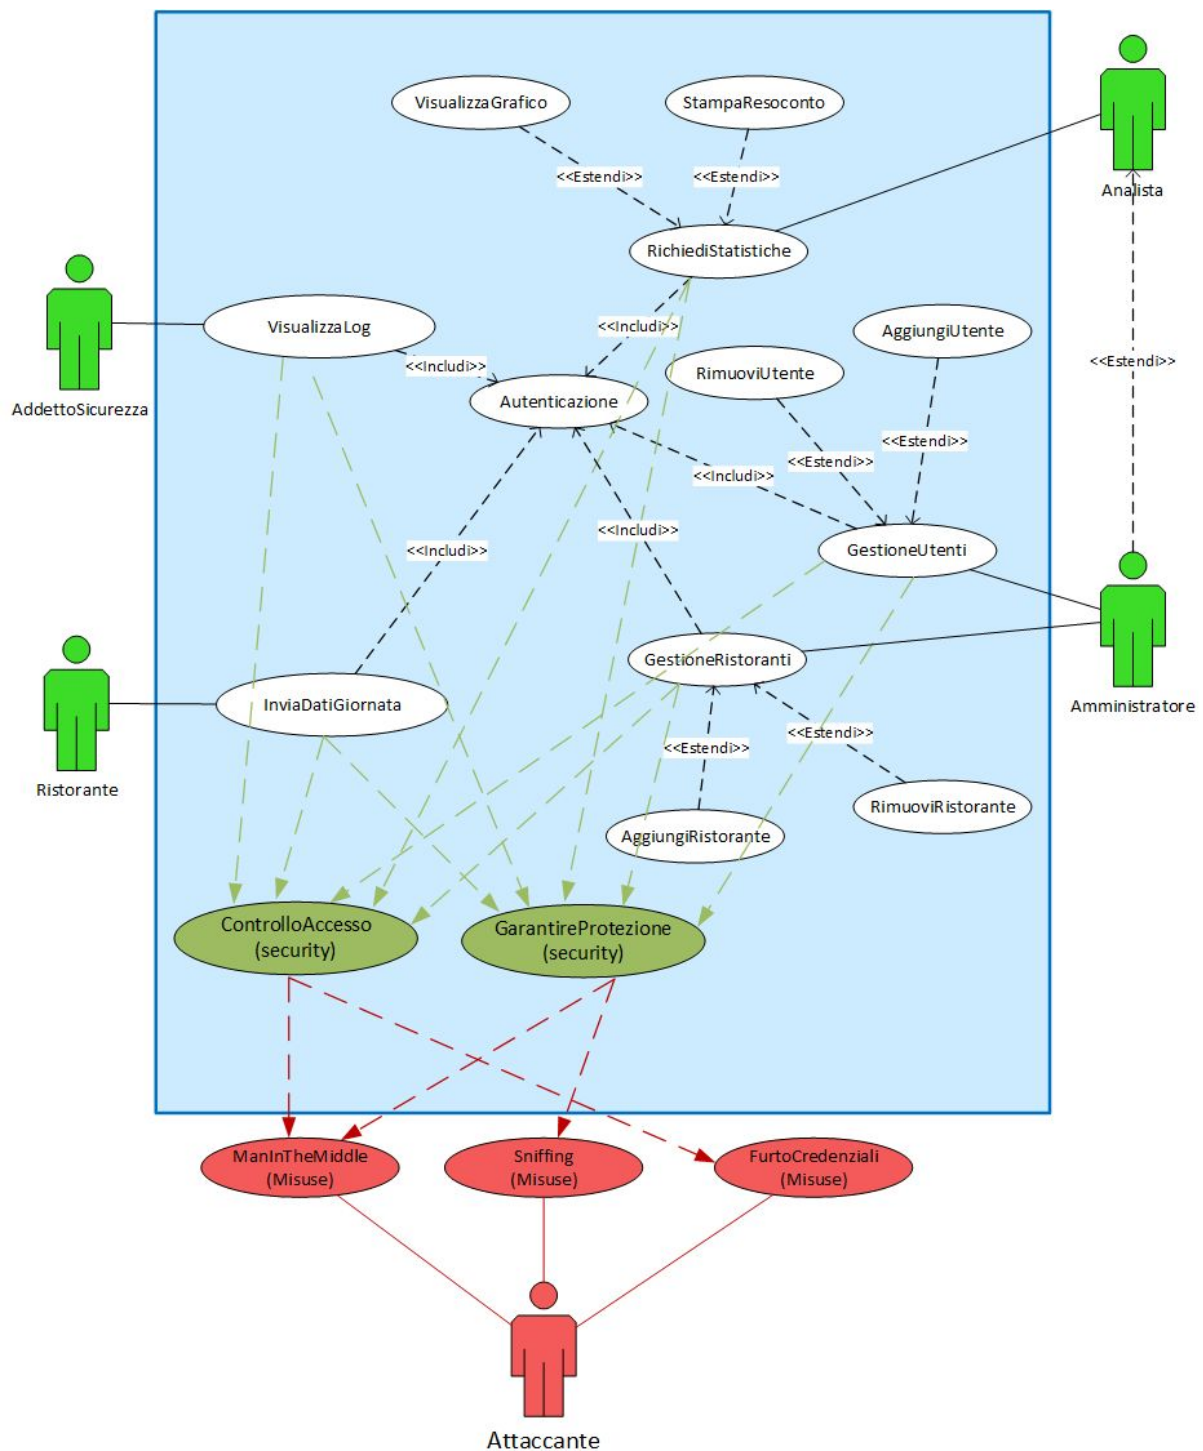 VisualizzaGrafico
StampaResoconto
<<Estendi>>
<<Estendi>>
Analista
RichiediStatistiche
VisualizzaLog
<<Includi>>
AggiungiUtente
<<Includi>>
RimuoviUtente
<<Estendi>>
AddettoSicurezza
Autenticazione
<<Estendi>>
<<Estendi>>
<<Includi>>
<<Includi>>
<<Includi>>
GestioneUtenti
GestioneRistoranti
InviaDatiGiornata
Amministratore
<<Estendi>>
<<Estendi>>
Ristorante
RimuoviRistorante
AggiungiRistorante
ControlloAccesso
(security)
GarantireProtezione
(security)
ManInTheMiddle
(Misuse)
Sniffing
(Misuse)
FurtoCredenziali
(Misuse)
Attaccante